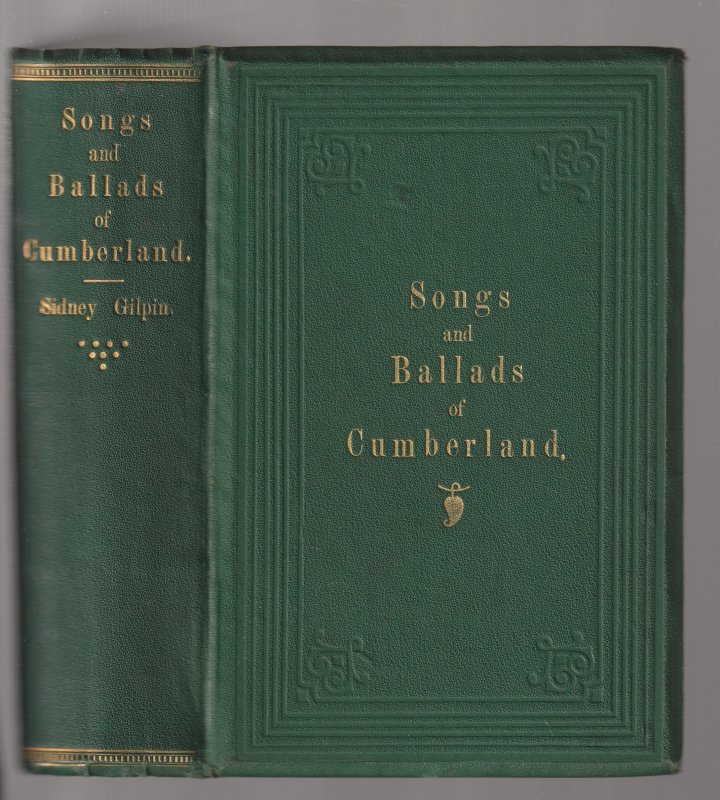 Songs
and
Ballads
of
Cumberland.
Sidney Gilpin.
Songs
and
Ballads
of
Cumberland.